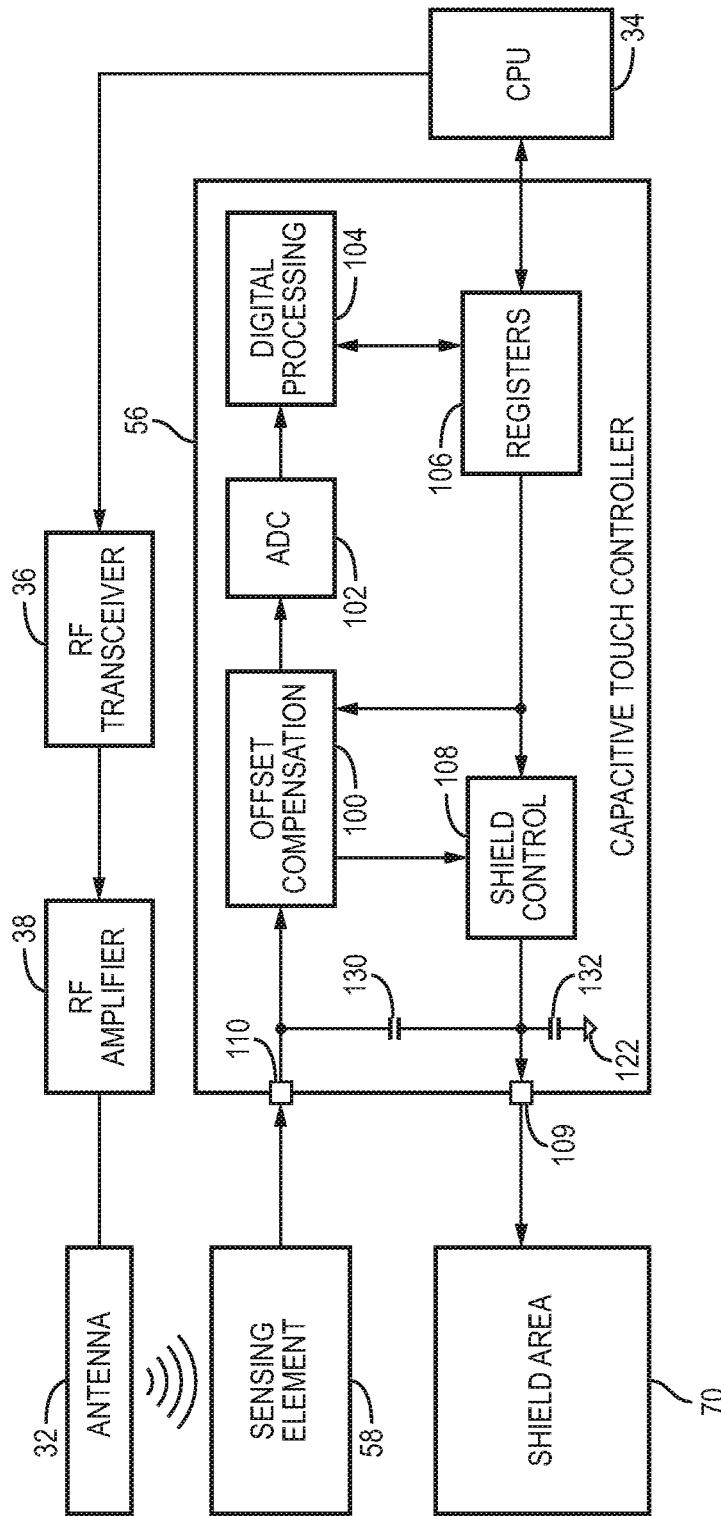 32
ANTENNA
38
RF
AMPLIFIER
36
RF
TRANSCEIVER
56
SENSING
ELEMENT
58
110
OFFSET
COMPENSATION
100
ADC
102
DIGITAL
PROCESSING
104
CPU
34
130
132
122
109
108
SHIELD
CONTROL
106
REGISTERS
SHIELD AREA
70
CAPACITIVE TOUCH CONTROLLER